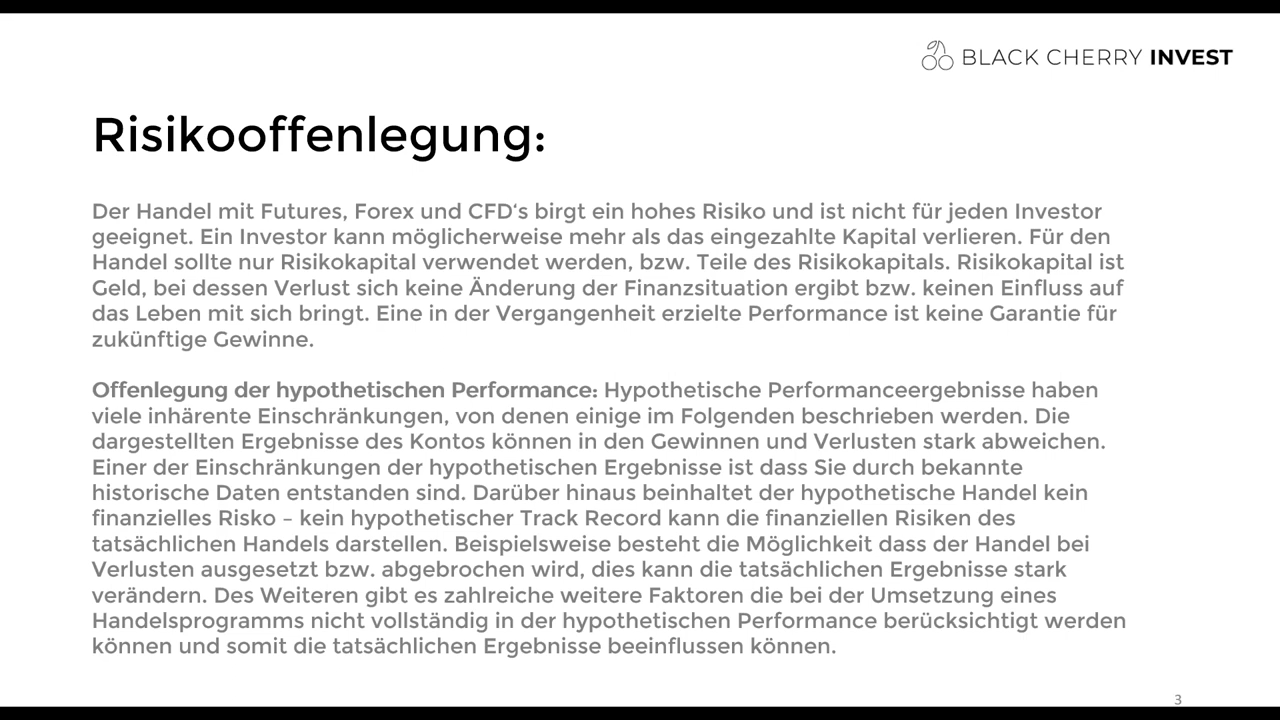 BLACK CHERRY INVEST
Risikooffenlegung:
Der Handel mit Futures, Forex und CFD‘s birgt ein hohes Risiko und ist nicht für jeden Investor
geeignet. Ein Investor kann möglicherweise mehr als das eingezahlte Kapital verlieren. Für den
Handel sollte nur Risikokapital verwendet werden, bzw. Teile des Risikokapitals. Risikokapital ist
Geld, bei dessen Verlust sich keine Änderung der Finanzsituation ergibt bzw. keinen Einfluss auf
das Leben mit sich bringt. Eine in der Vergangenheit erzielte Performance ist keine Garantie für
zukünftige Gewinne.
Offenlegung der hypothetischen Performance: Hypothetische Performanceergebnisse haben
viele inhärente Einschränkungen, von denen einige im Folgenden beschrieben werden. Die
dargestellten Ergebnisse des Kontos können in den Gewinnen und Verlusten stark abweichen.
Einer der Einschränkungen der hypothetischen Ergebnisse ist dass Sie durch bekannte
historische Daten entstanden sind. Darüber hinaus beinhaltet der hypothetische Handel kein
finanzielles Risko – kein hypothetischer Track Record kann die finanziellen Risiken des
tatsächlichen Handels darstellen. Beispielsweise besteht die Möglichkeit dass der Handel bei
Verlusten ausgesetzt bzw. abgebrochen wird, dies kann die tatsächlichen Ergebnisse stark
verändern. Des Weiteren gibt es zahlreiche weitere Faktoren die bei der Umsetzung eines
Handelsprogramms nicht vollständig in der hypothetischen Performance berücksichtigt werden
können und somit die tatsächlichen Ergebnisse beeinflussen können.
3